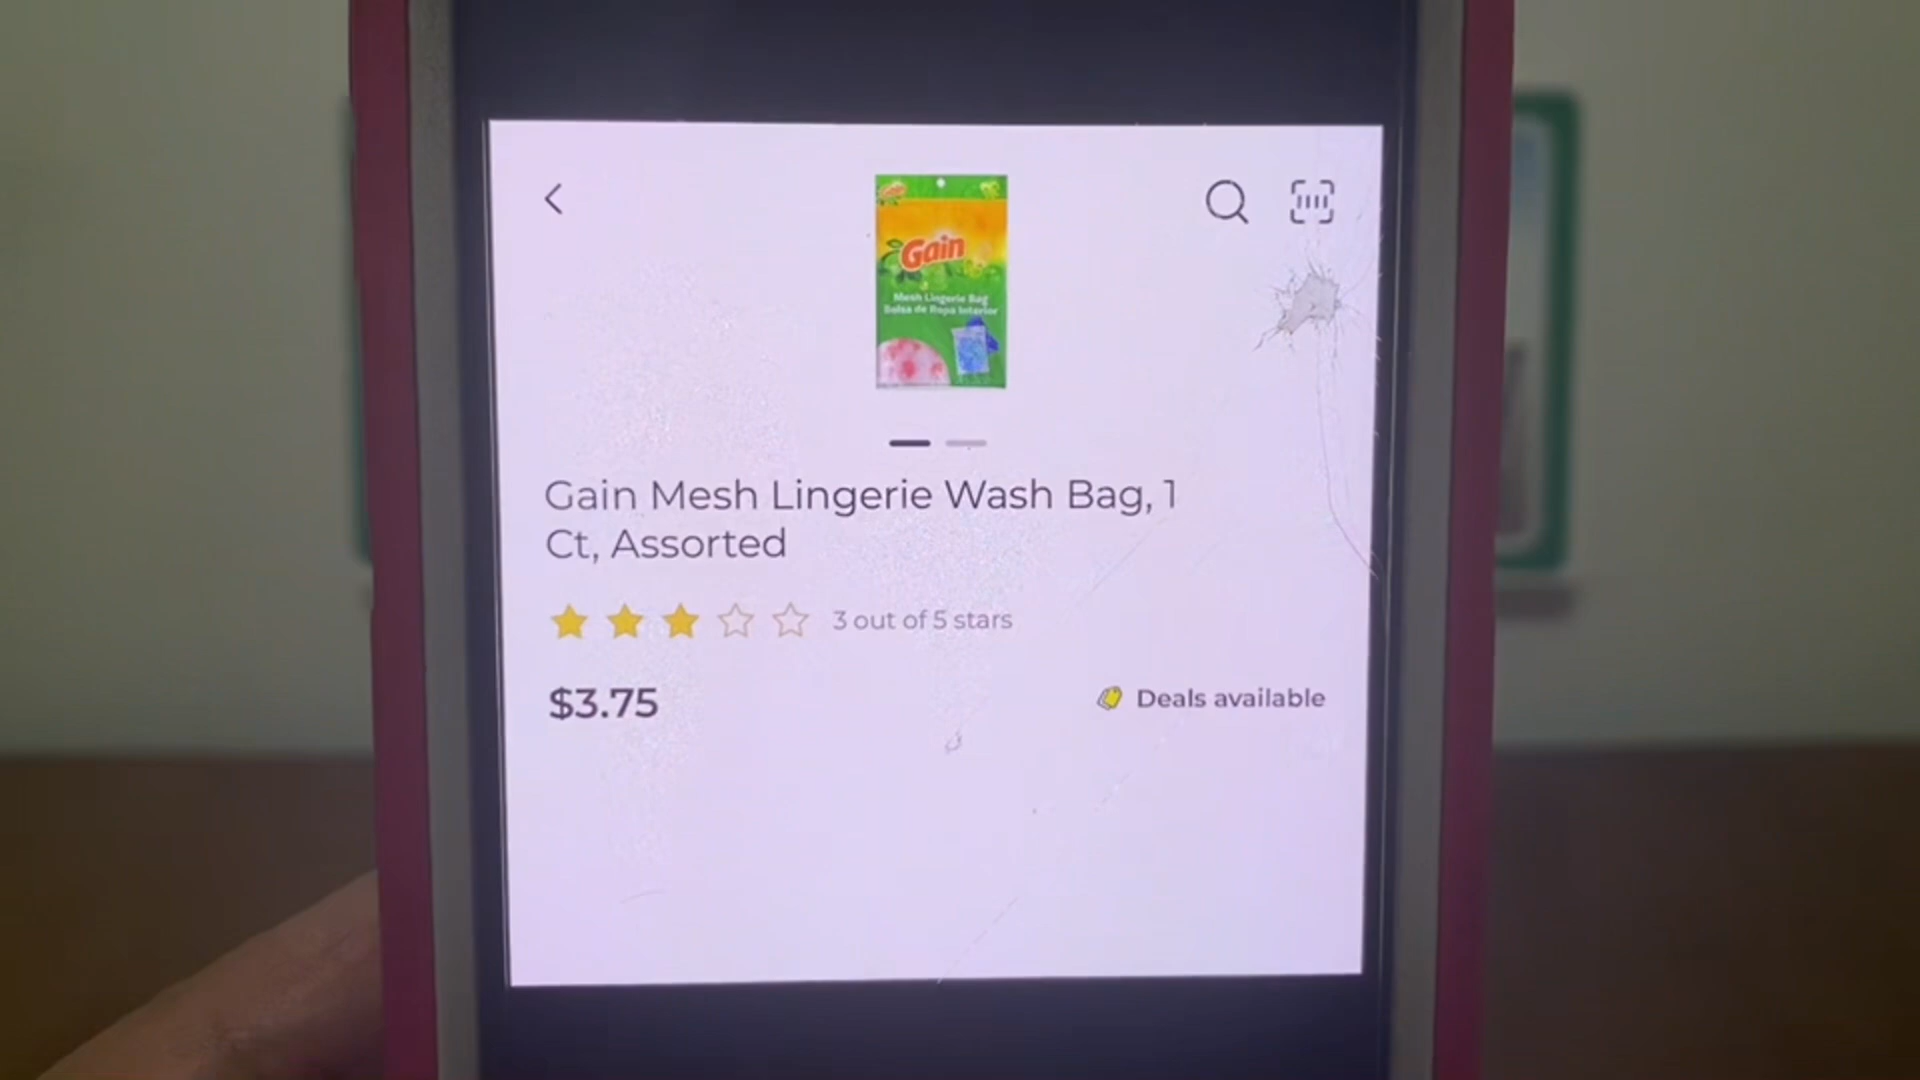 Gain
Gain
Mesh Lingerie Bag
Bolsa de Ropa Interior
Gain Mesh Lingerie Wash Bag, 1
Ct, Assorted
3 out of 5 stars
$3.75
Deals available